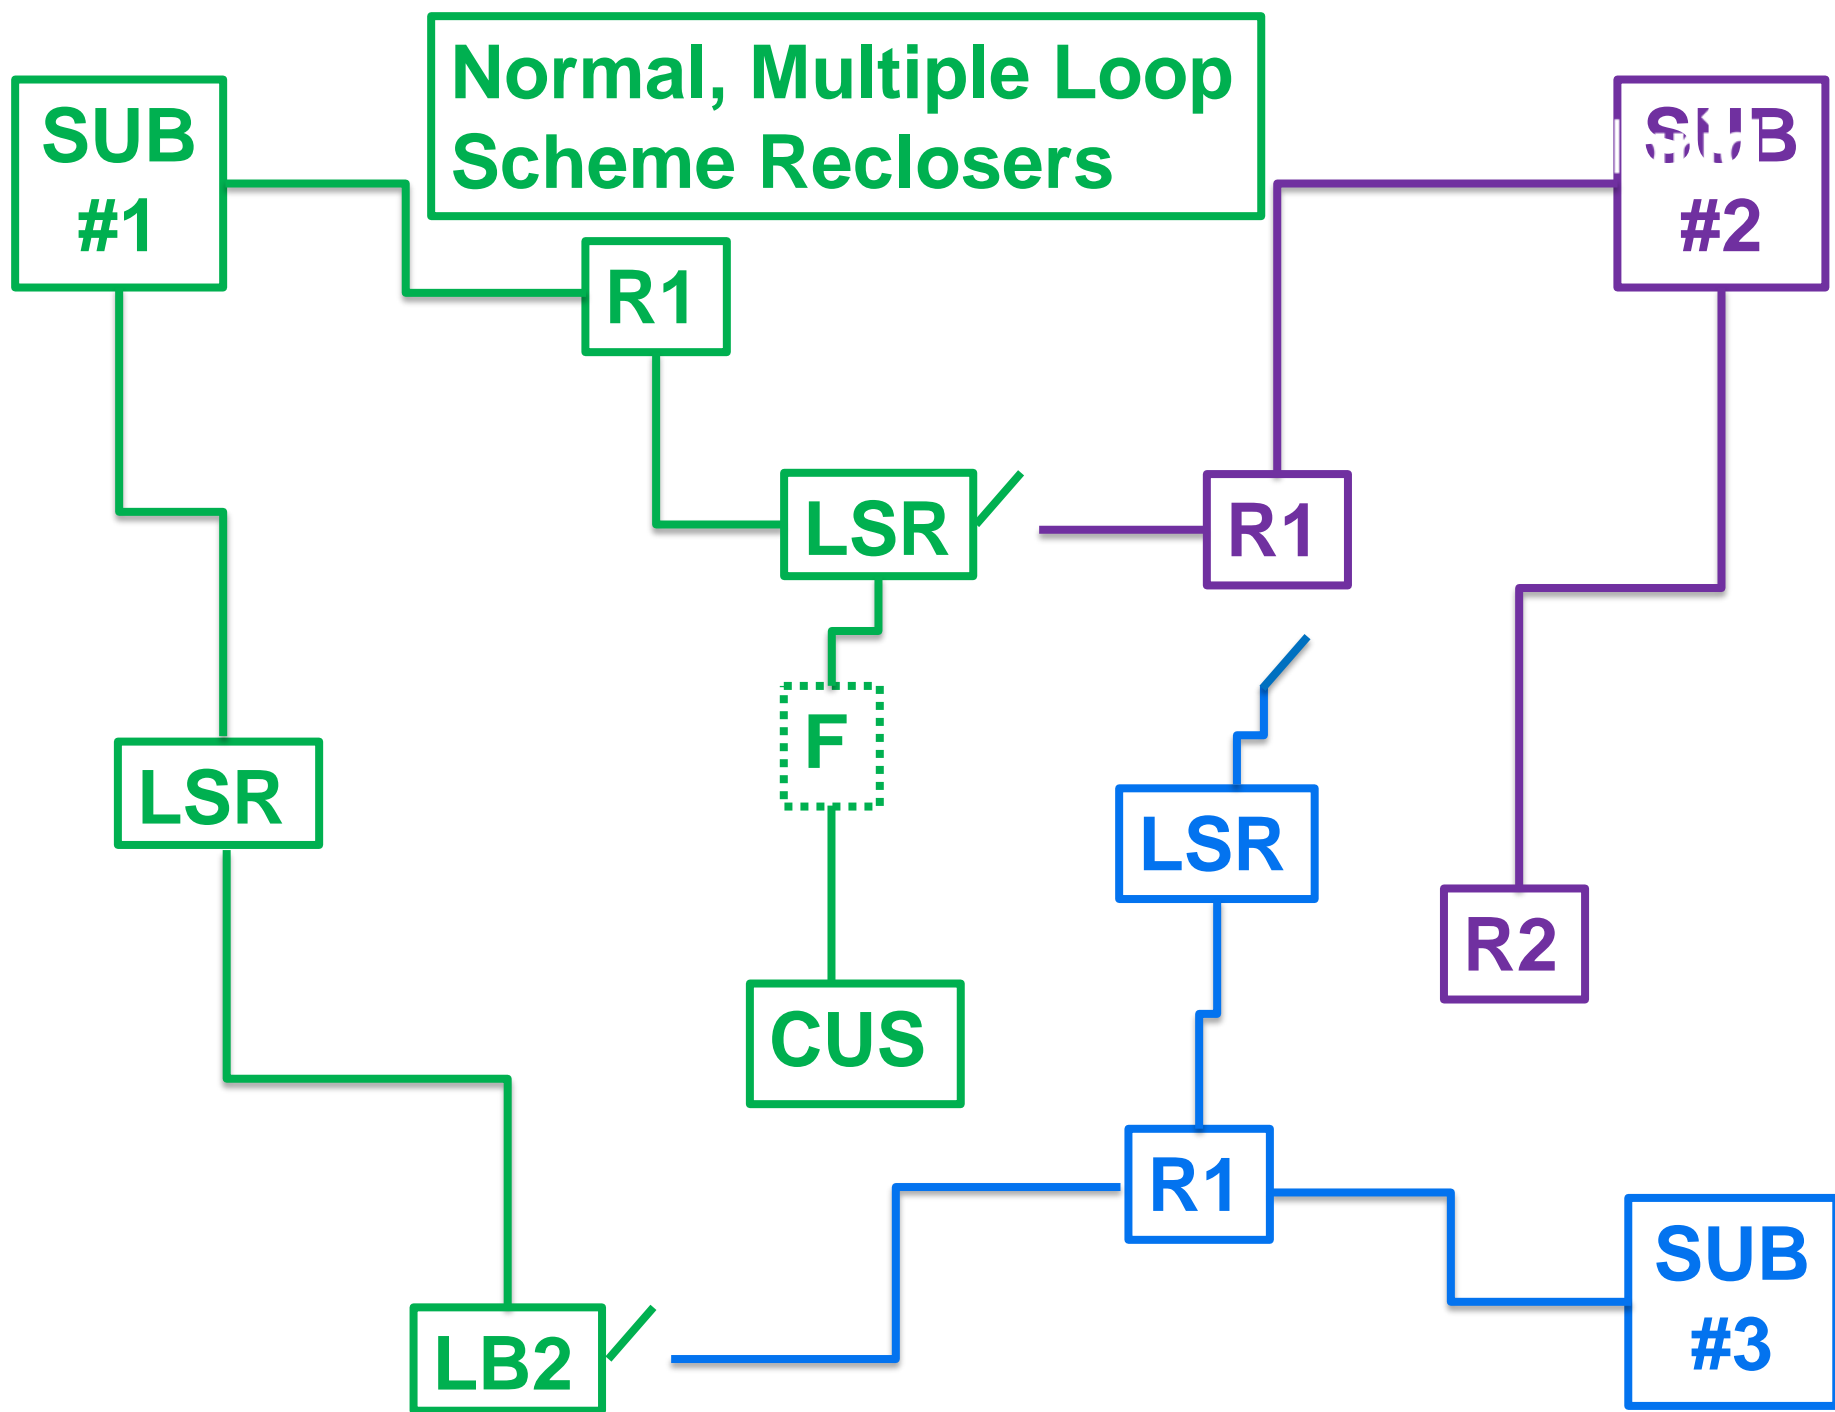 Normal, Multiple Loop
Scheme Reclosers
SUB
#1
SUB
#2
R1
LSR
R1
F
LSR
LSR
R2
CUS
R1
SUB
#3
LB2